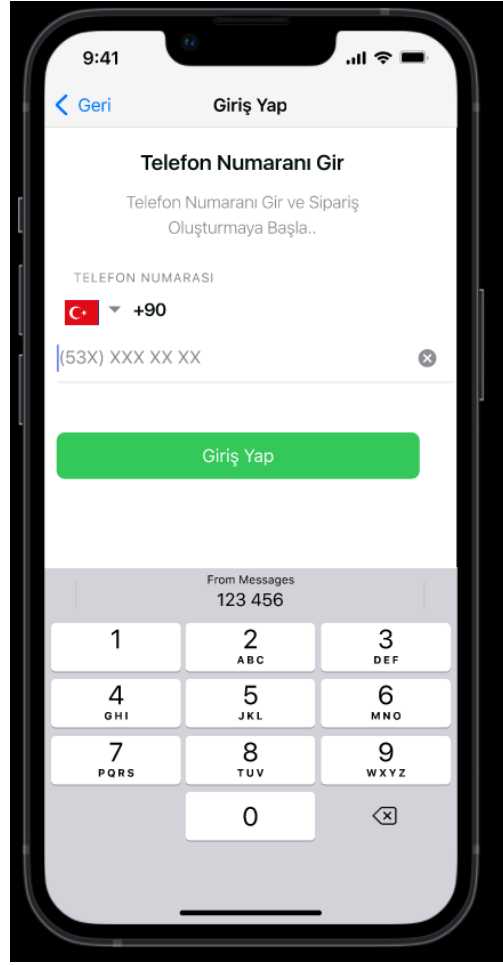 9:41
Geri
Giriş Yap
Telefon Numaranı Gir
Telefon Numaranı Gir ve Sipariş
Oluşturmaya Başla..
TELEFON NUMARASI
+90
(53X) XXX XX XX
Giriş Yap
From Messages
123 456
1
2
ABC
3
DEF
4
GHI
5
JKL
6
MNO
7
PQRS
8
TUV
9
WXYZ
0